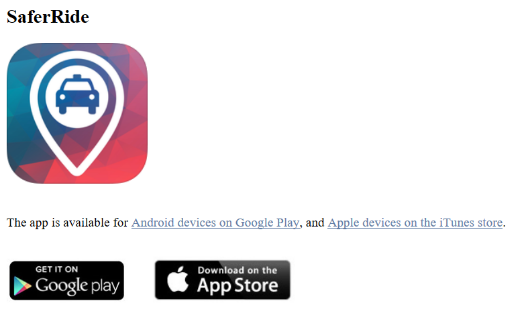 SaferRide
The app is available for Android devices on Google Play, and Apple devices on the iTunes store.
GET IT ON
Google play
Download on the
App Store